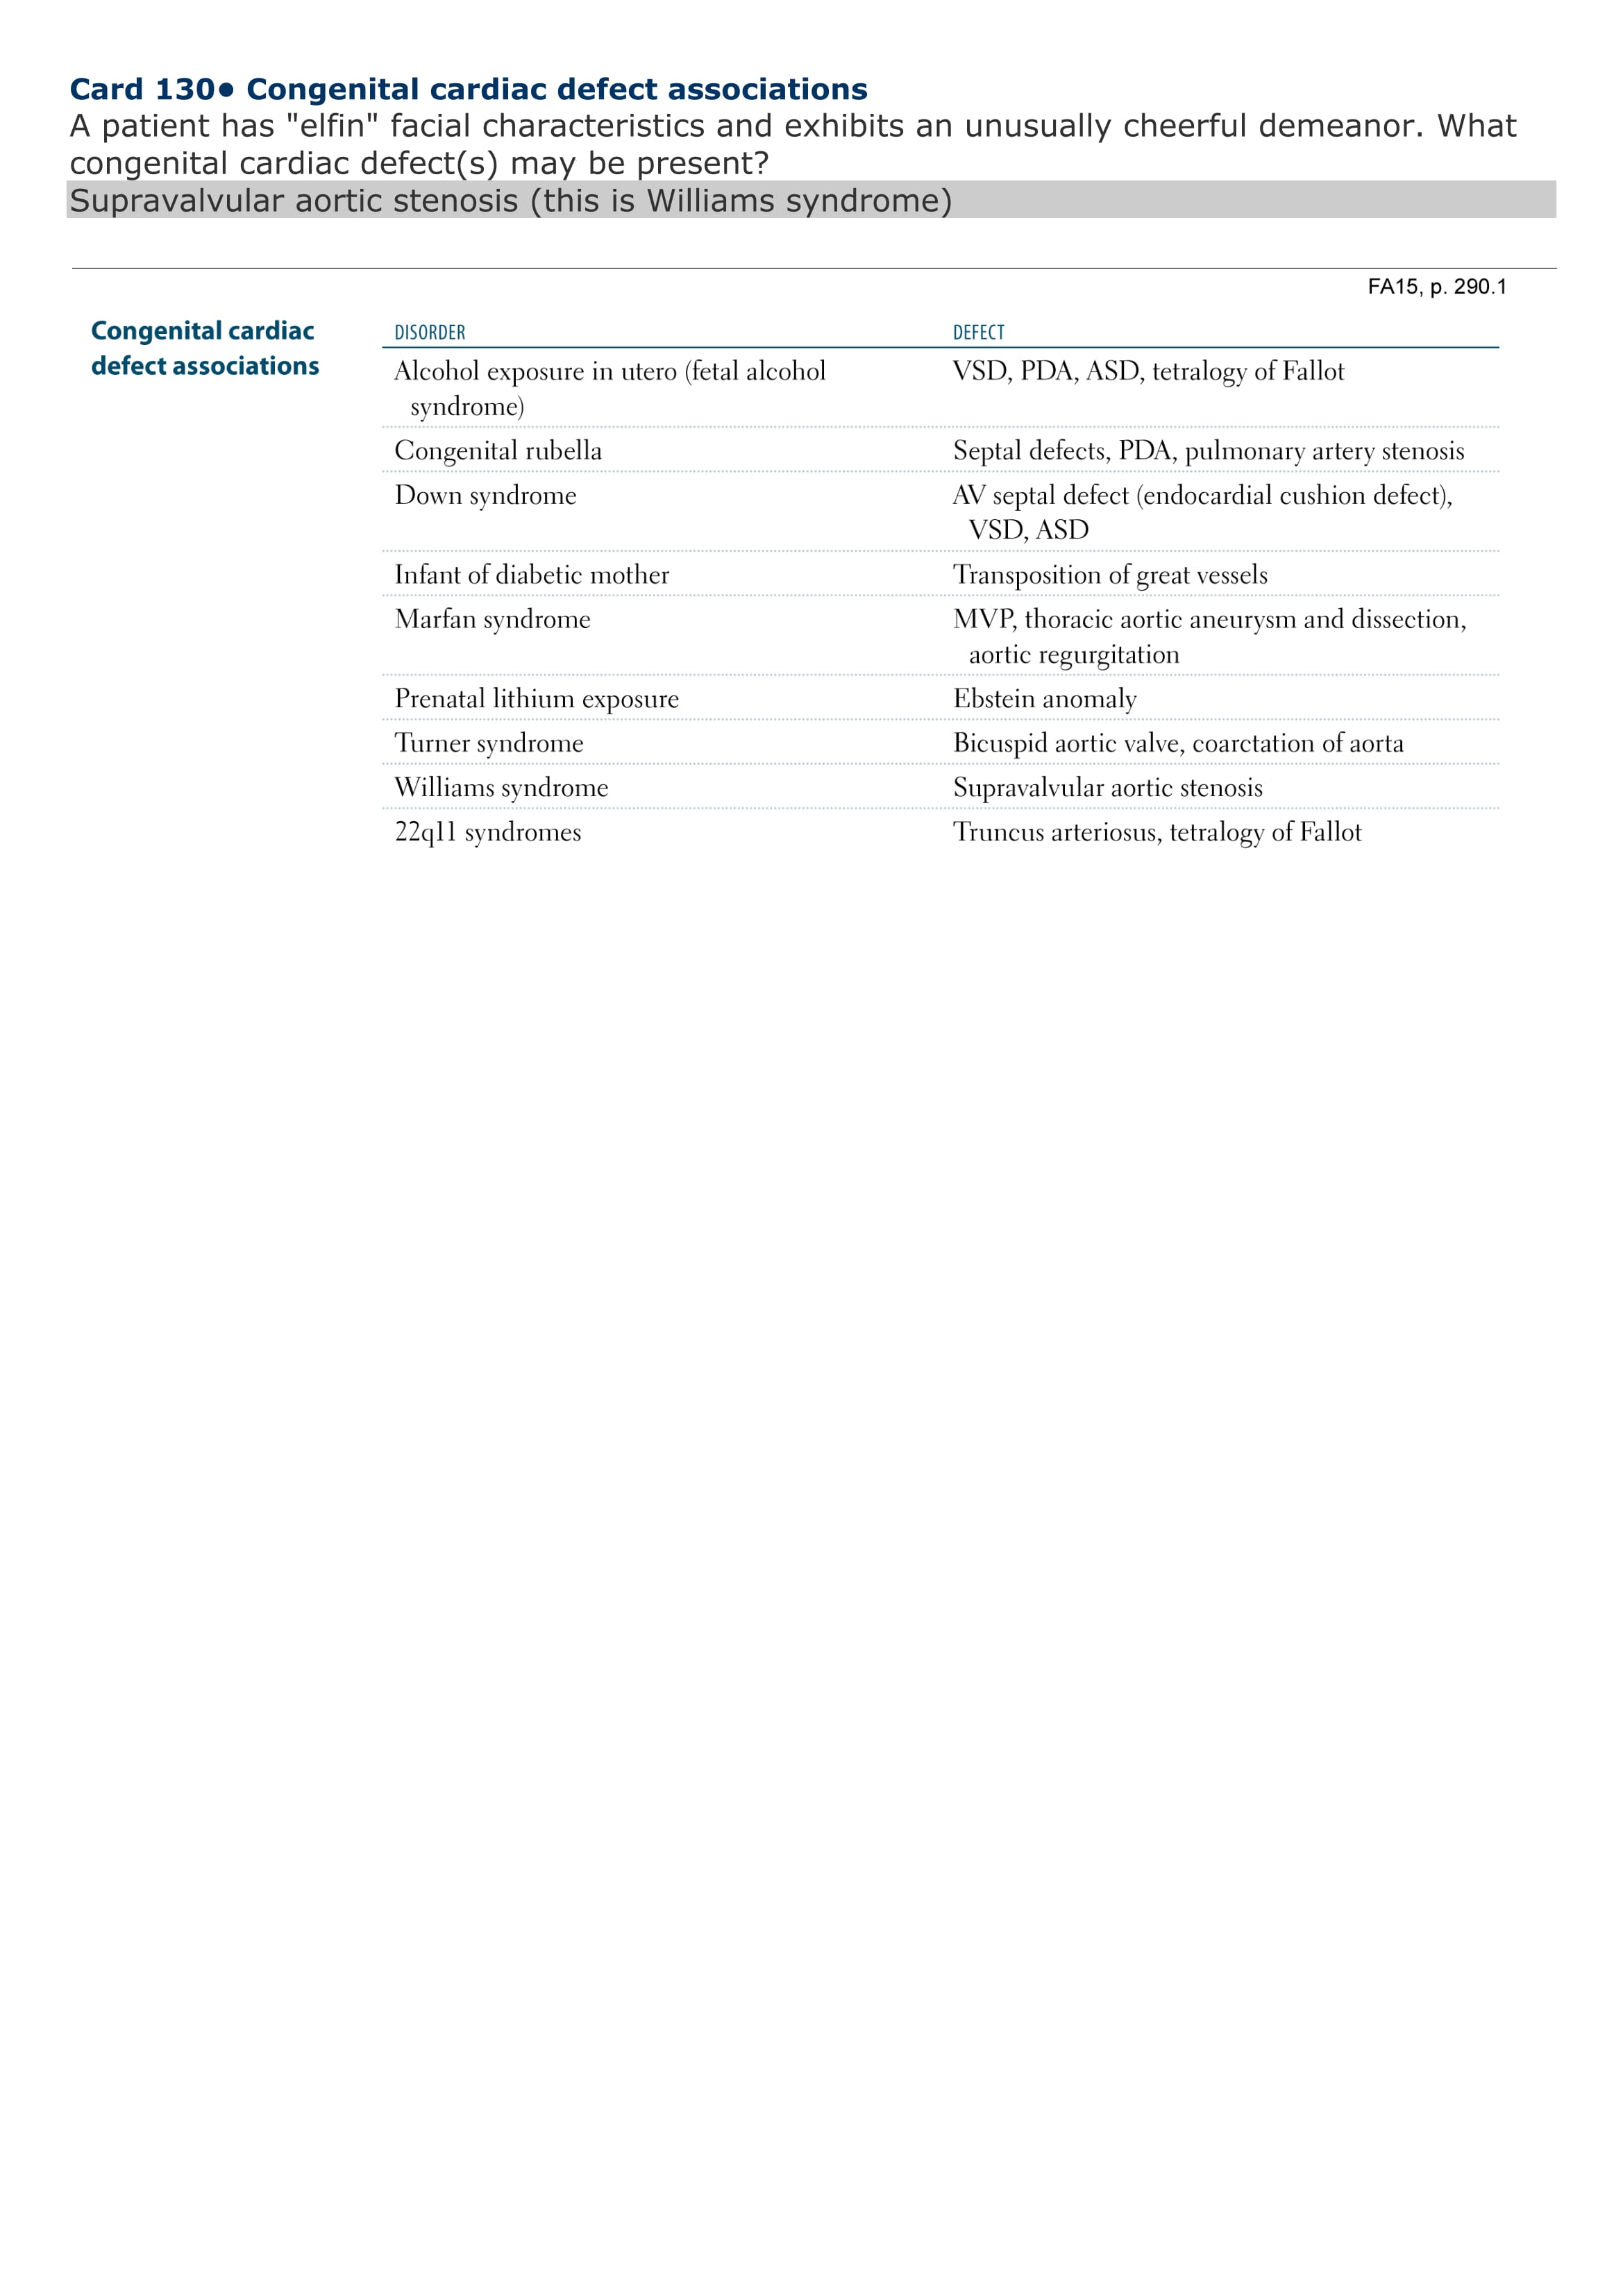 Card 130• Congenital cardiac defect associations
A patient has "elfin" facial characteristics and exhibits an unusually cheerful demeanor. What
congenital cardiac defect(s) may be present?
Supravalvular aortic stenosis (this is Williams syndrome)
FA15, p. 290.1
Congenital cardiac
defect associations
DISORDER DEFECT
Alcohol exposure in utero (fetal alcohol VSD, PDA, ASD, tetralogy of Fallot
syndrome)
Congenital rubella Septal defects, PDA, pulmonary artery stenosis
Down syndrome AV septal defect (endocardial cushion defect),
VSD, ASD
Infant of diabetic mother Transposition of great vessels
Marfan syndrome MVP, thoracic aortic aneurysm and dissection,
aortic regurgitation
Prenatal lithium exposure Ebstein anomaly
Turner syndrome Bicuspid aortic valve, coarctation of aorta
Williams syndrome Supravalvular aortic stenosis
22q11 syndromes Truncus arteriosus, tetralogy of Fallot